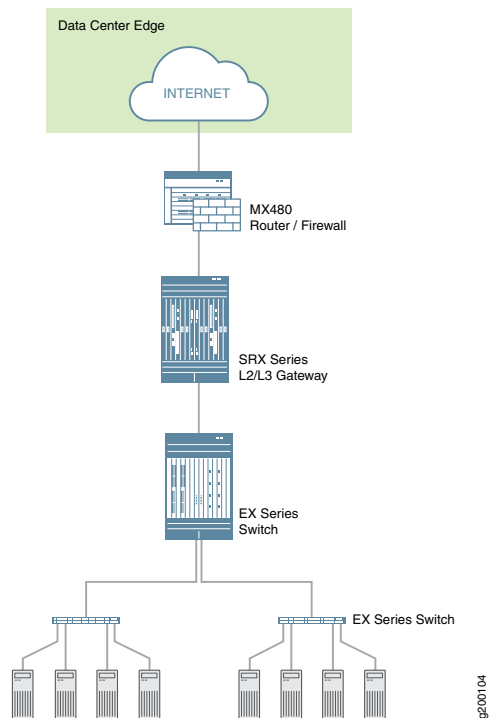 Data Center Edge
INTERNET
MX480
Router / Firewall
SRX Series
L2/L3 Gateway
EX Series
Switch
EX Series Switch
g200104